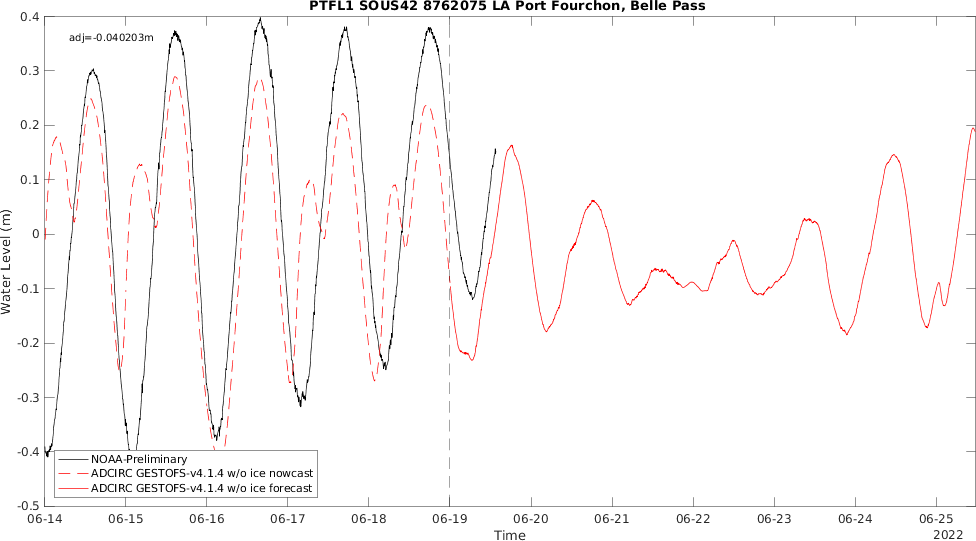 PTFL1 SOUS42 8762075 LA Port Fourchon, Belle Pass
adj=-0.040203m
0.4
0.3
0.2
0.1
0
-0.1
-0.2
-0.3
-0.4
-0.5
Water Level (m)
NOAA-Preliminary
ADCIRC GESTOFS-v4.1.4 w/o ice nowcast
ADCIRC GESTOFS-v4.1.4 w/o ice forecast
06-14 06-15 06-16 06-17 06-18 06-19 06-20 06-21 06-22 06-23 06-24 06-25
Time
2022